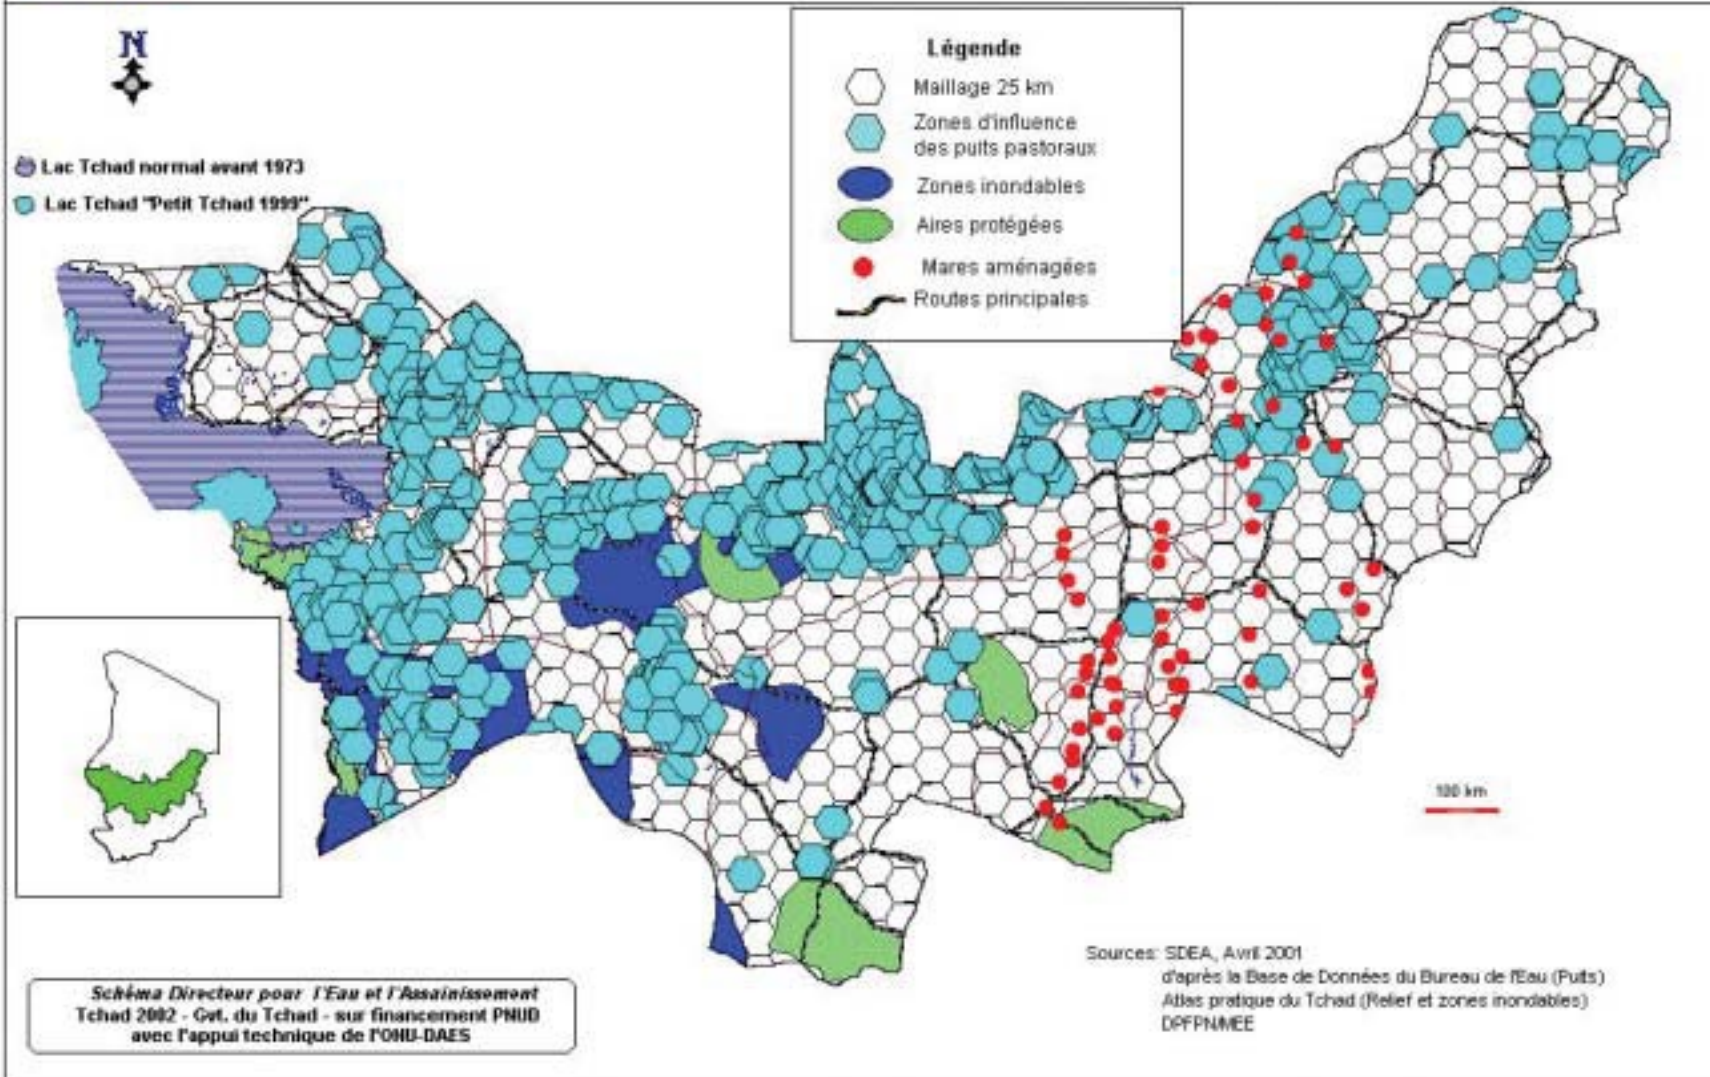 N
Lac Tchad normal avant 1973
Lac Tchad "Petit Tchad 1999"
Légende
Maillage 25 km
Zones d'influence
des puits pastoraux
Zones inondables
Aires protégées
Mares aménagées
Routes principales
100 km
Sources: SDEA, Avril 2001
d'après la Base de Données du Bureau de l'Eau (Puits)
Atlas pratique du Tchad (Relief et zones inondables)
DPFPN/MEE
Schéma Directeur pour l'Eau et l'Assainissement
Tchad 2002 - Gvt. du Tchad - sur financement PNUD
avec l'appui technique de l'ONU-DAES